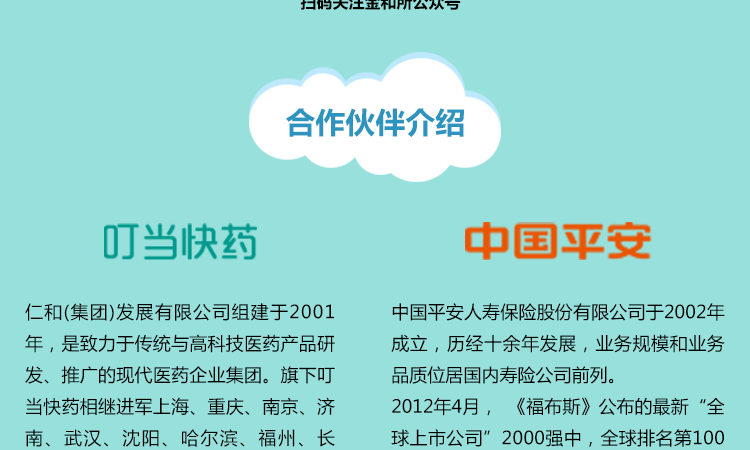 扫码关注金和所公众号
合作伙伴介绍
叮当快药
中国平安
仁和(集团)发展有限公司组建于2001
年，是致力于传统与高科技医药产品研
发、推广的现代医药企业集团。旗下叮
当快药相继进军上海、重庆、南京、济
南、武汉、沈阳、哈尔滨、福州、长
中国平安人寿保险股份有限公司于2002年
成立，历经十余年发展，业务规模和业务
品质位居国内寿险公司前列。
2012年4月，《福布斯》公布的最新“全
球上市公司”2000强中，全球排名第100